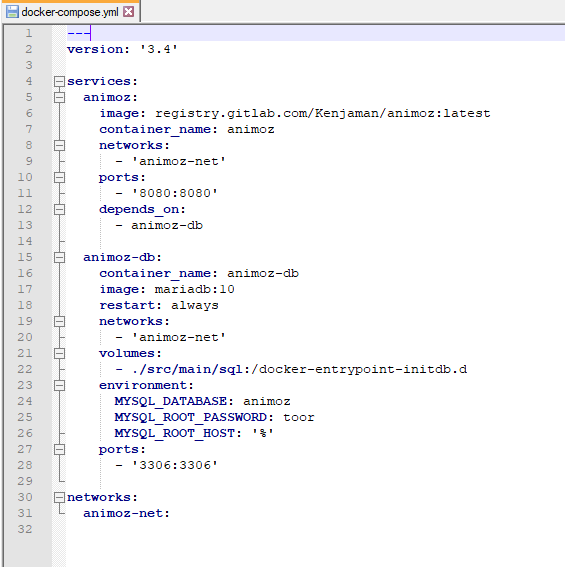 docker-compose.yml
1 ---
2 version: '3.4'
3
4 services:
5   animoz:
6     image: registry.gitlab.com/Kenjaman/animoz:latest
7     container_name: animoz
8     networks:
9       - 'animoz-net'
10     ports:
11       - '8080:8080'
12     depends_on:
13       - animoz-db
14
15   animoz-db:
16     container_name: animoz-db
17     image: mariadb:10
18     restart: always
19     networks:
20       - 'animoz-net'
21     volumes:
22       - ./src/main/sql:/docker-entrypoint-initdb.d
23     environment:
24       MYSQL_DATABASE: animoz
25       MYSQL_ROOT_PASSWORD: toor
26       MYSQL_ROOT_HOST: '%'
27     ports:
28       - '3306:3306'
29
30 networks:
31   animoz-net:
32